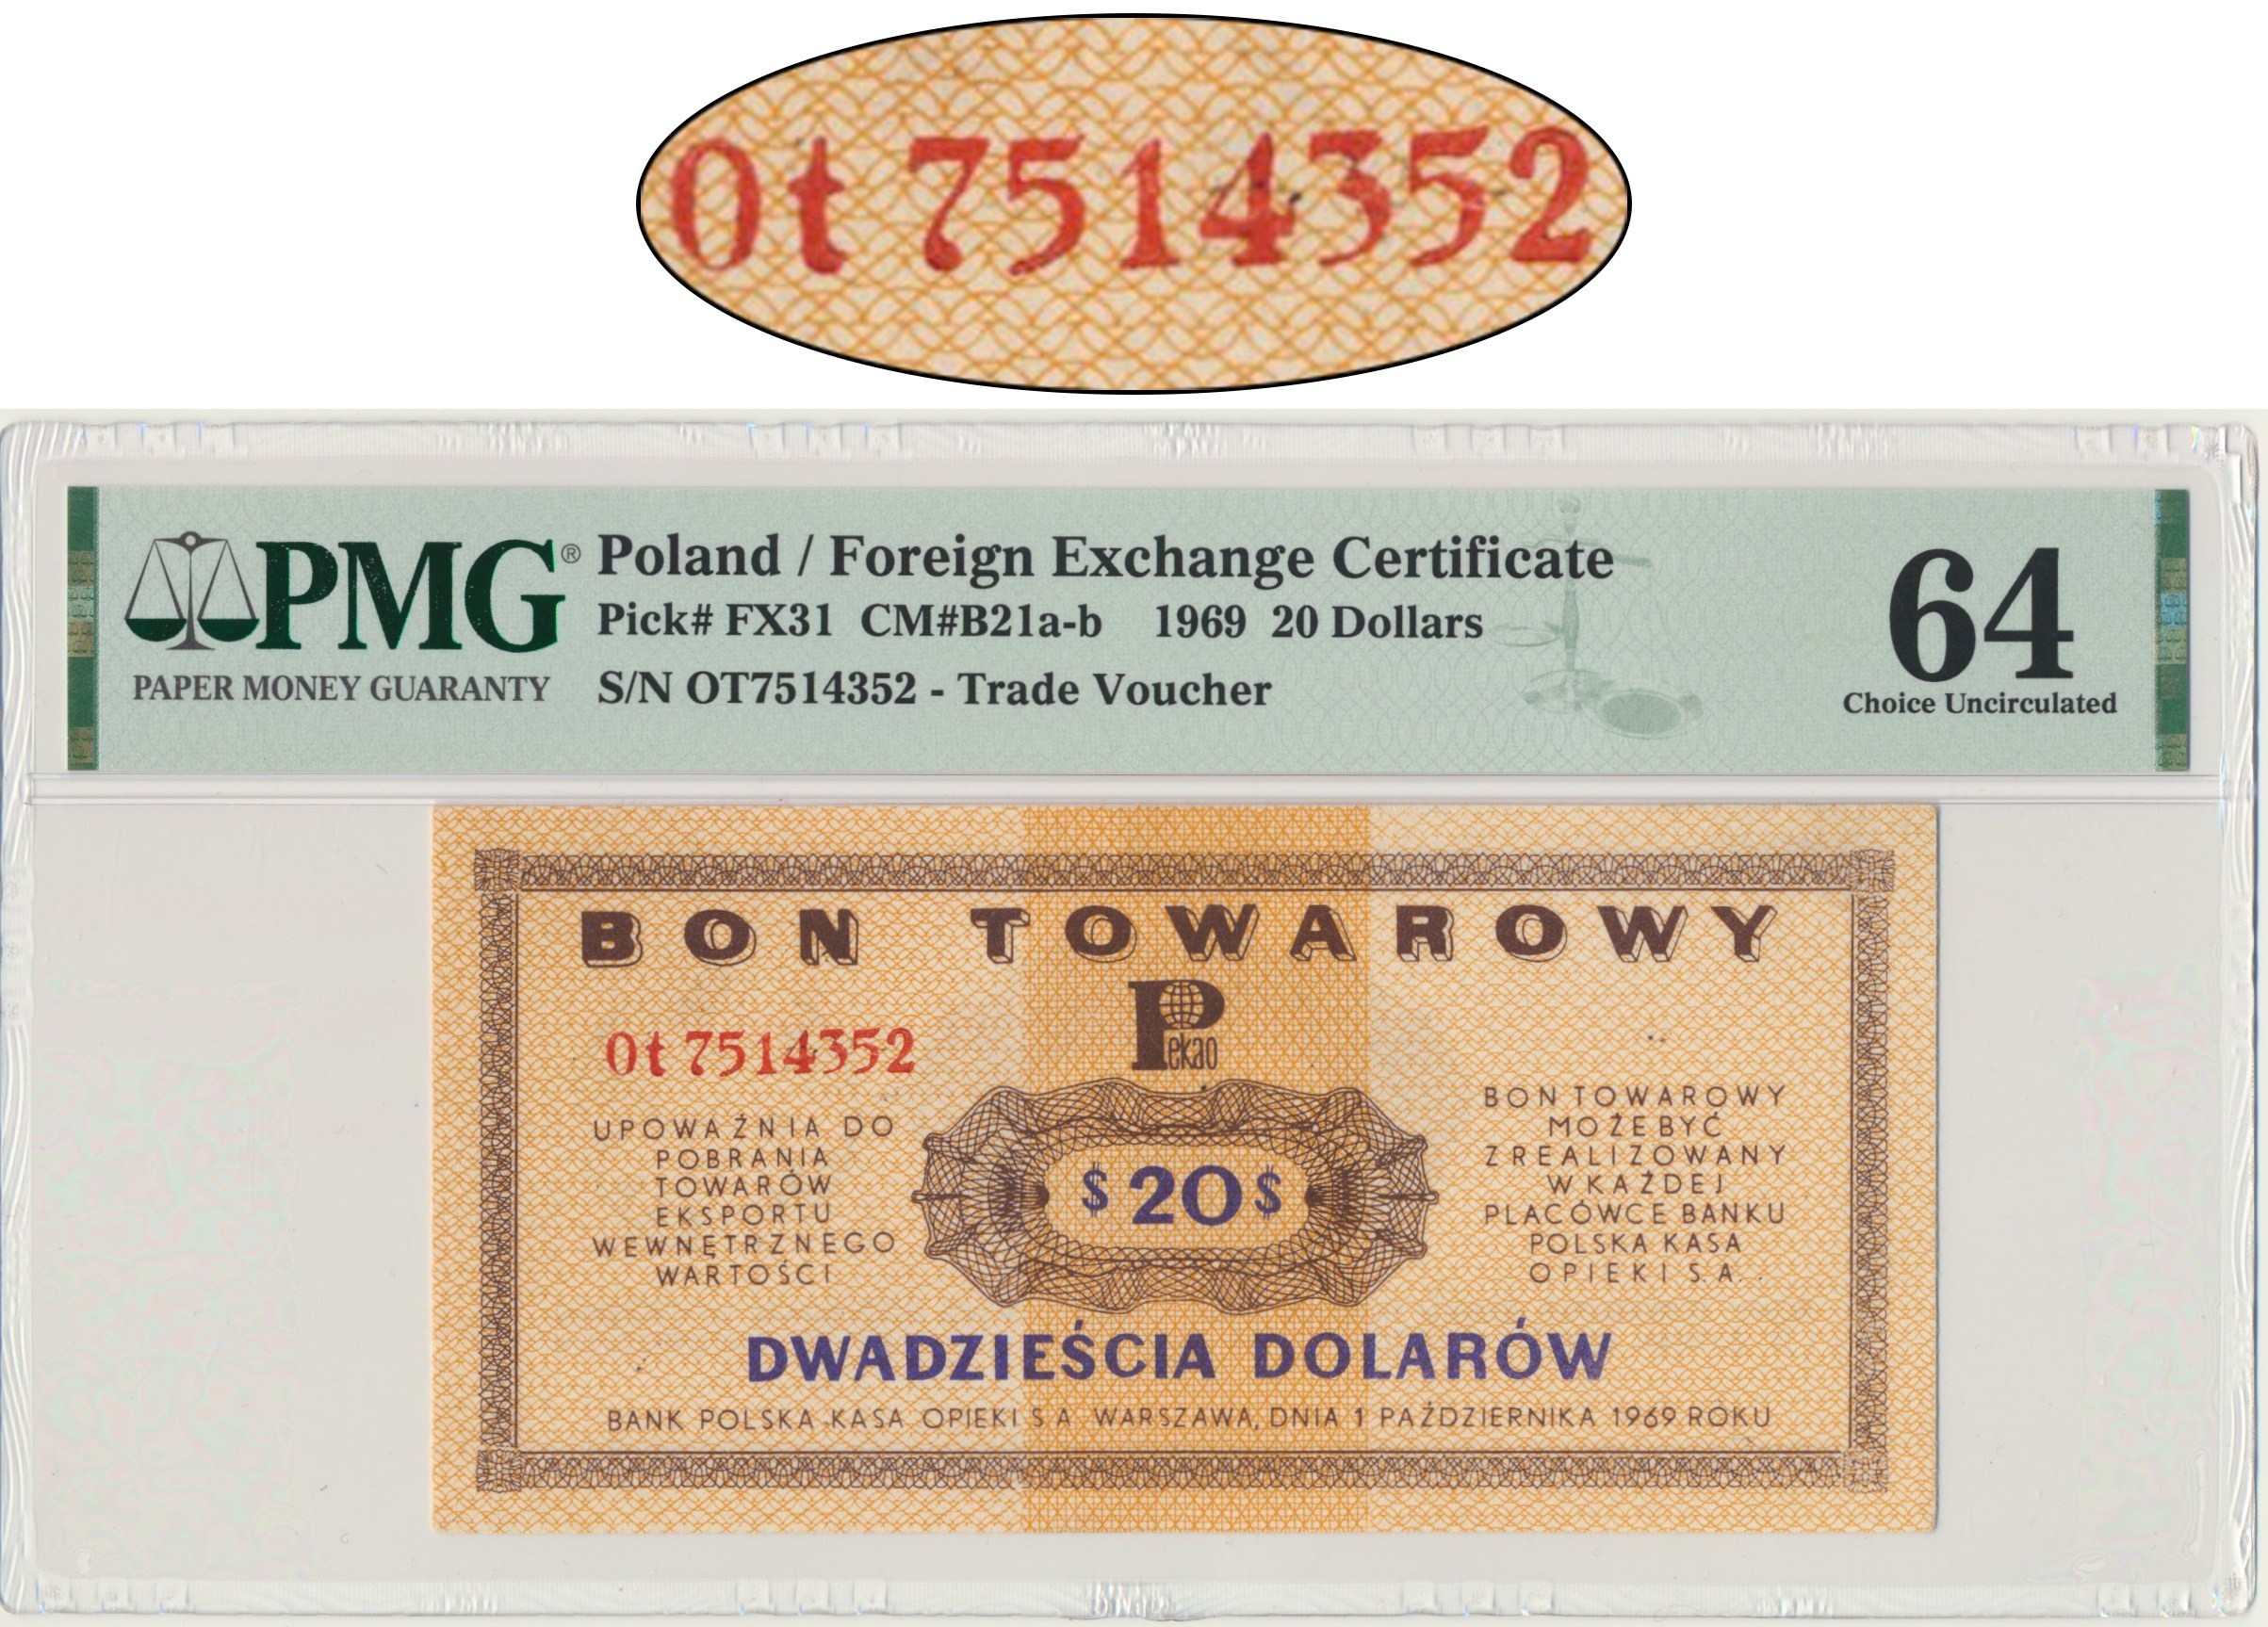 0t 7514352
PMG® Poland / Foreign Exchange Certificate
Pick# FX31 CM#B21a-b 1969 20 Dollars
PAPER MONEY GUARANTY
S/N OT7514352 - Trade Voucher
64
Choice Uncirculated
BON TOWAROWY
Pekao
0t 7514352
UPOWAŻNIA DO
POBRANIA
TOWARÓW
EKSPORTU
WEWNĘTRZNEGO
WARTOŚCI
$ 20 $
BON TOWAROWY
MOŻE BYĆ
ZREALIZOWANY
W KAŻDEJ
PLACÓWCE BANKU
POLSKA KASA
OPIEKI S.A.
DWADZIEŚCIA DOLARÓW
BANK POLSKA KASA OPIEKI S A WARSZAWA, DNIA 1 PAŹDZIERNIKA 1969 ROKU